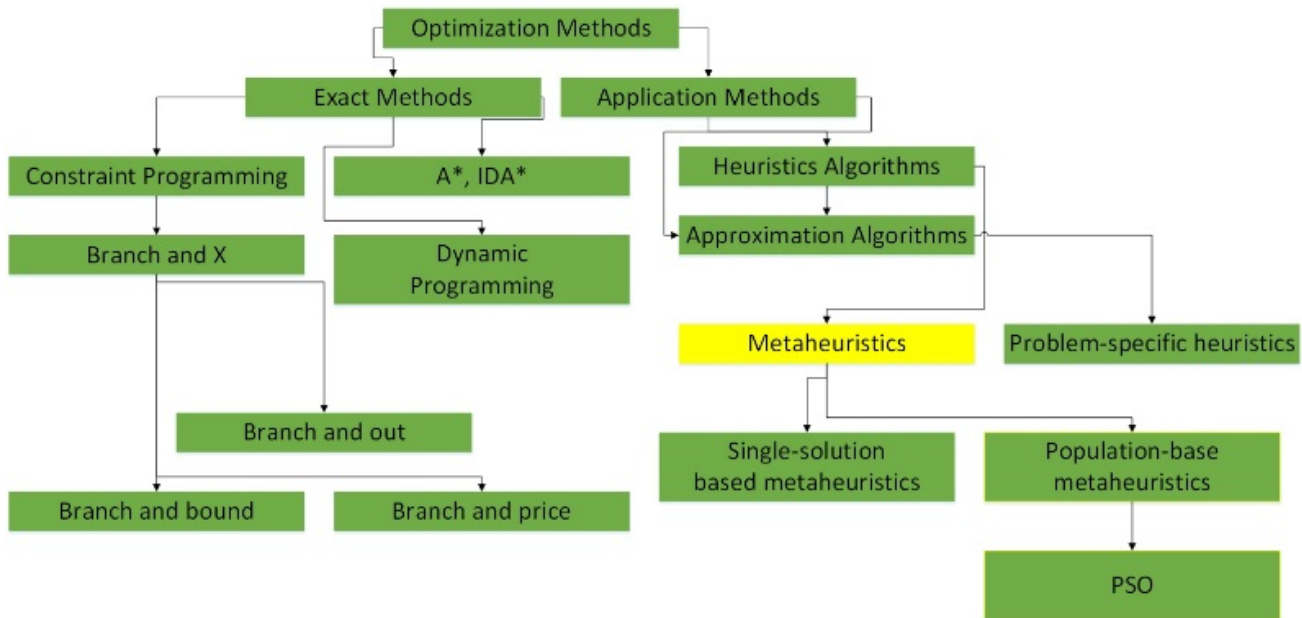 Optimization Methods
Exact Methods
Application Methods
Constraint Programming
A*, IDA*
Heuristics Algorithms
Branch and X
Dynamic
Programming
Approximation Algorithms
Metaheuristics
Problem-specific heuristics
Branch and out
Single-solution
based metaheuristics
Population-base
metaheuristics
Branch and bound
Branch and price
PSO